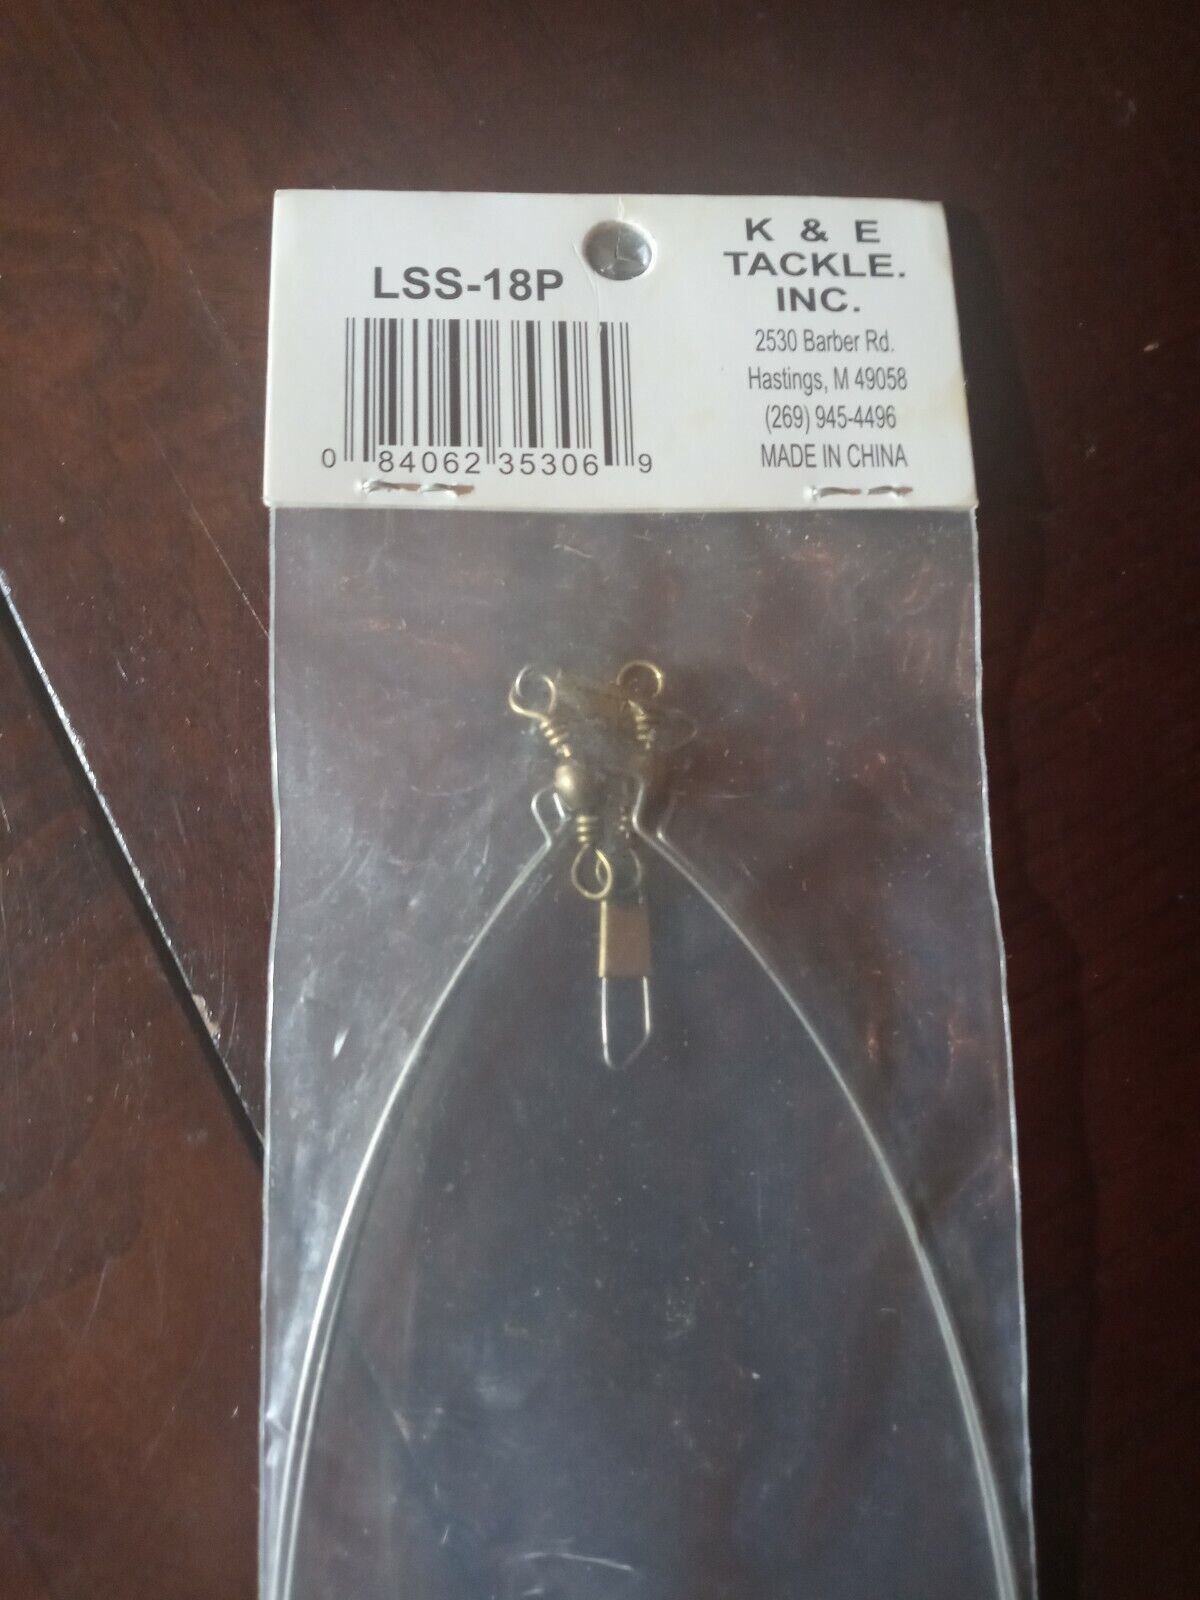 LSS-18P
0 84062 35306 9
K & E
TACKLE.
INC.
2530 Barber Rd.
Hastings, M 49058
(269) 945-4496
MADE IN CHINA